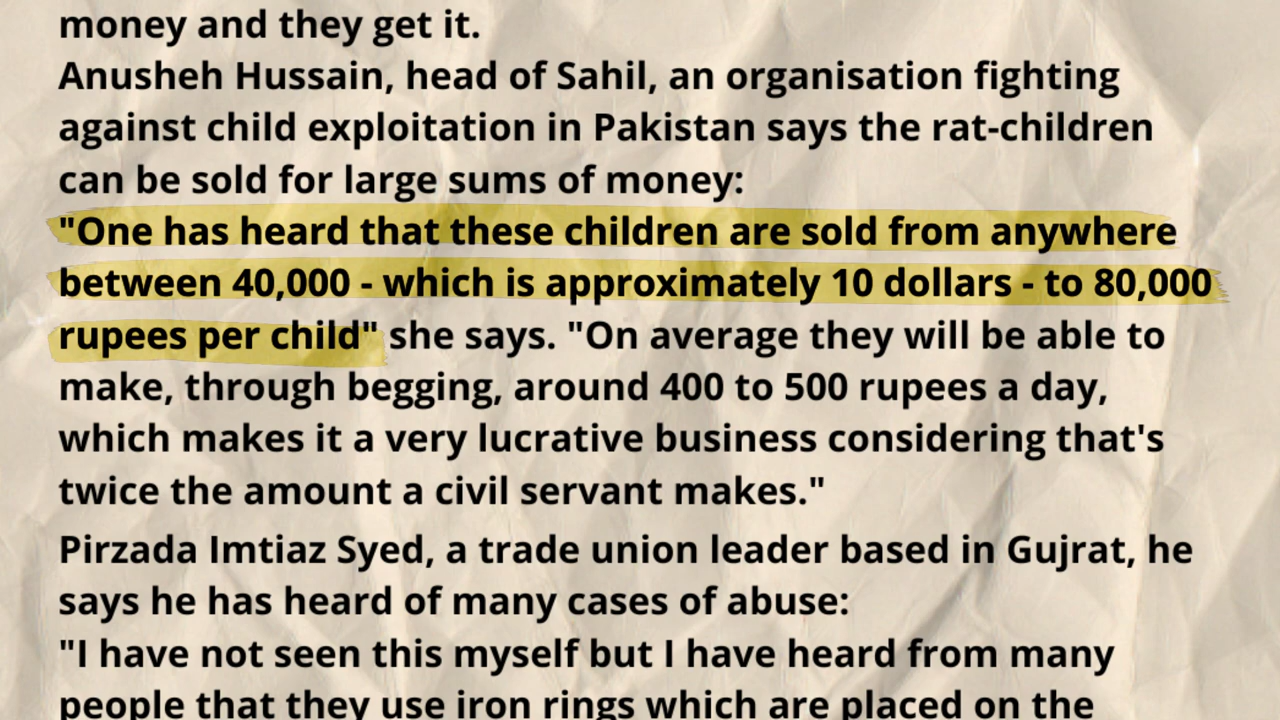 money and they get it.
Anusheh Hussain, head of Sahil, an organisation fighting
against child exploitation in Pakistan says the rat-children
can be sold for large sums of money:
"One has heard that these children are sold from anywhere
between 40,000 - which is approximately 10 dollars - to 80,000
rupees per child" she says. "On average they will be able to
make, through begging, around 400 to 500 rupees a day,
which makes it a very lucrative business considering that's
twice the amount a civil servant makes."
Pirzada Imtiaz Syed, a trade union leader based in Gujrat, he
says he has heard of many cases of abuse:
"I have not seen this myself but I have heard from many
people that they use iron rings which are placed on the